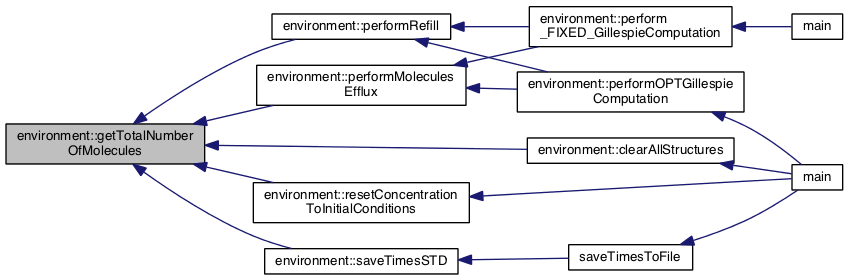 environment::performRefill
environment::perform
_FIXED_GillespieComputation
main
environment::performMolecules
Efflux
environment::performOPTGillespie
Computation
environment::getTotalNumber
OfMolecules
environment::clearAllStructures
main
environment::resetConcentration
ToInitialConditions
environment::saveTimesSTD
saveTimesToFile